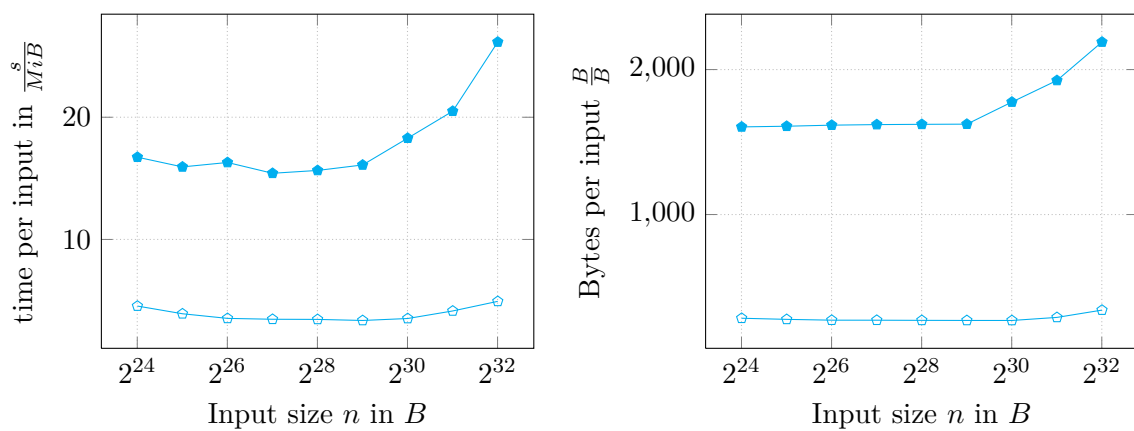 time per input in s/MiB
20
10
2^24 2^26 2^28 2^30 2^32
Input size n in B
Bytes per input B/B
2,000
1,000
2^24 2^26 2^28 2^30 2^32
Input size n in B